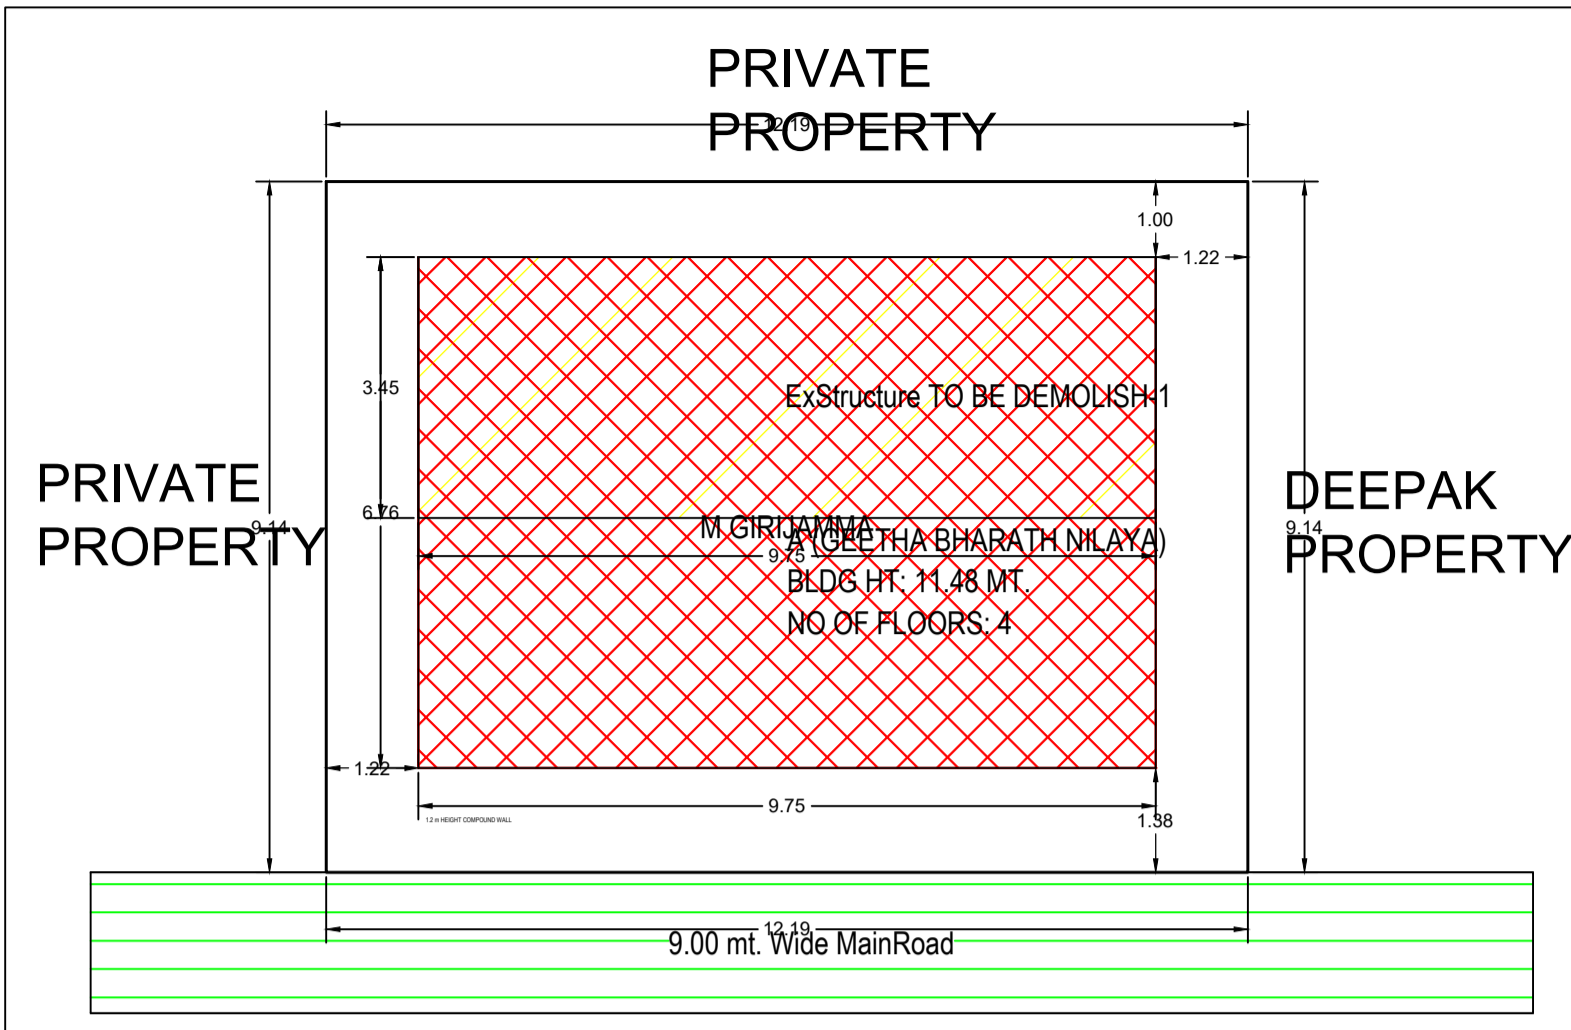 PRIVATE
PROPERTY
12.19
1.00
1.22
3.45
ExStructure TO BE DEMOLISH-1
PRIVATE
PROPERTY
9.14
6.76
M GIRIJAMMA
A (GEETHA BHARATH NILAYA)
9.75
BLDG HT: 11.48 MT.
NO OF FLOORS: 4
DEEPAK
PROPERTY
9.14
1.22
9.75
1.2 m HEIGHT COMPOUND WALL
1.38
12.19
9.00 mt. Wide MainRoad